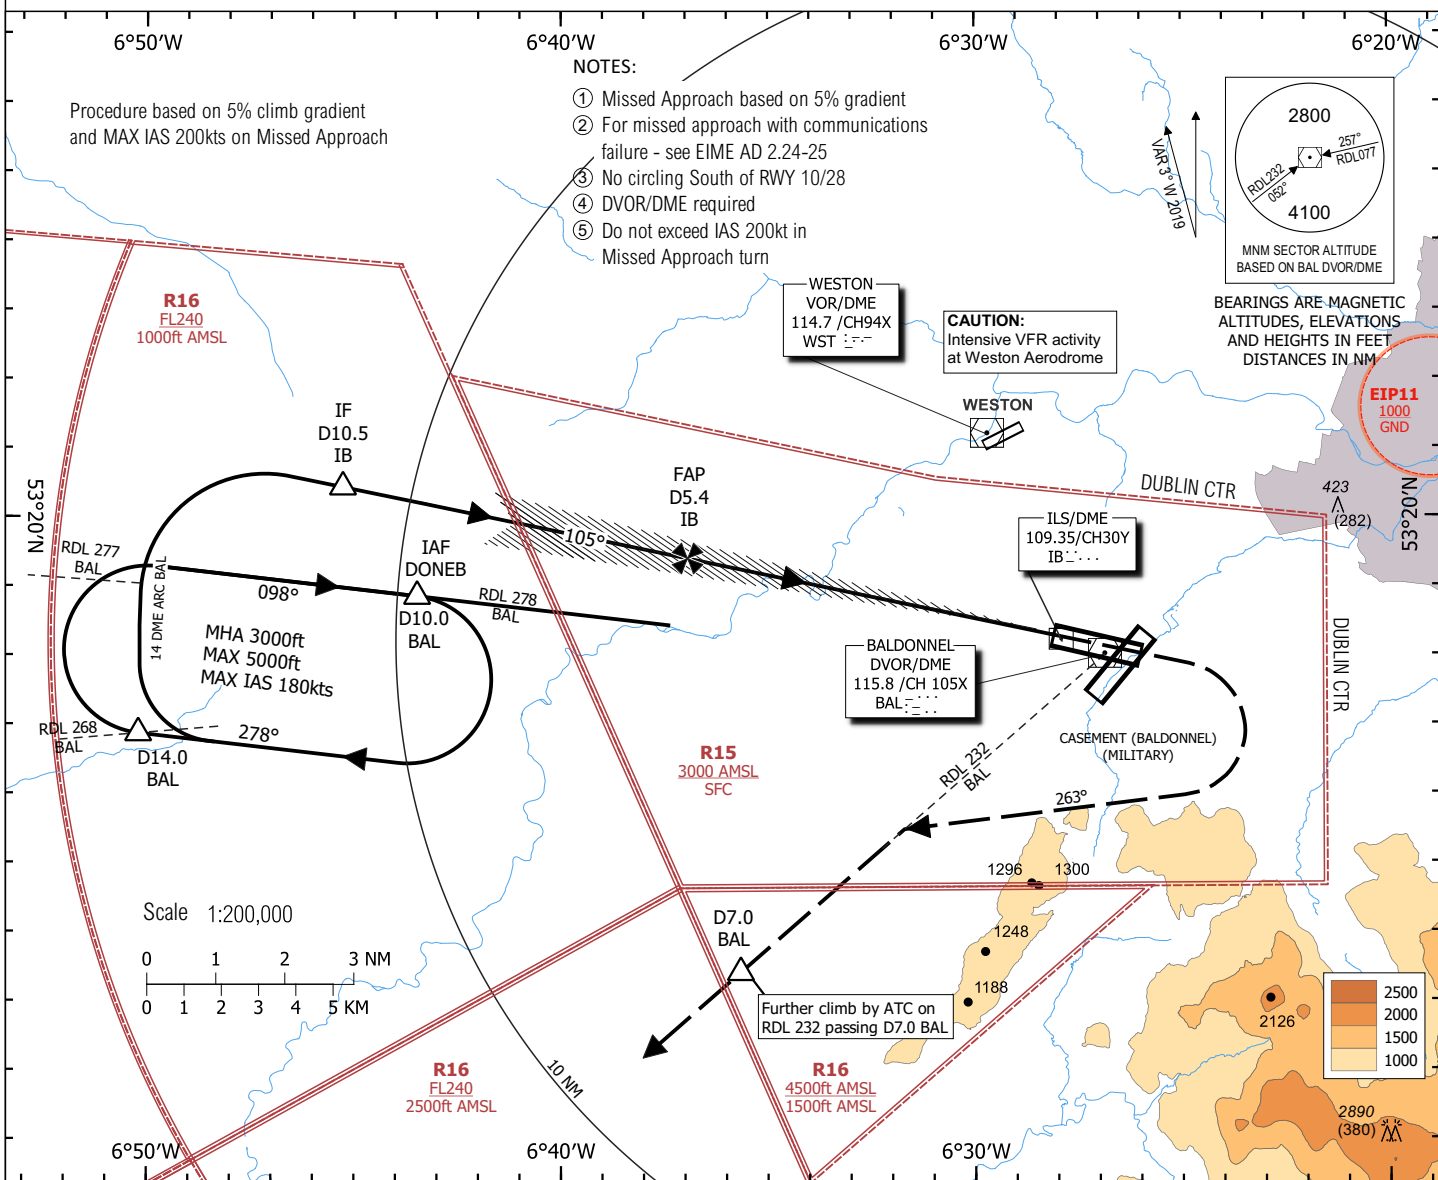 6°50'W
6°40'W
6°30'W
6°20'W
Procedure based on 5% climb gradient
and MAX IAS 200kts on Missed Approach
NOTES:
① Missed Approach based on 5% gradient
② For missed approach with communications
failure - see EIME AD 2.24-25
③ No circling South of RWY 10/28
④ DVOR/DME required
⑤ Do not exceed IAS 200kt in
Missed Approach turn
VAR 3° W 2019
2800
257°
RDL077
RDL232
052°
4100
MNM SECTOR ALTITUDE
BASED ON BAL DVOR/DME
BEARINGS ARE MAGNETIC
ALTITUDES, ELEVATIONS
AND HEIGHTS IN FEET
DISTANCES IN NM
R16
FL240
1000ft AMSL
WESTON
VOR/DME
114.7 /CH94X
WST
CAUTION:
Intensive VFR activity
at Weston Aerodrome
WESTON
EIP11
1000
GND
IF
D10.5
IB
FAP
D5.4
IB
DUBLIN CTR
423
(282)
53°20'N
53°20'N
ILS/DME
109.35/CH30Y
IB
105°
RDL 277
BAL
IAF
DONEB
098°
RDL 278
BAL
D10.0
BAL
14 DME ARC BAL
MHA 3000ft
MAX 5000ft
MAX IAS 180kts
BALDONNEL
DVOR/DME
115.8 /CH 105X
BAL
DUBLIN CTR
RDL 268
BAL
278°
D14.0
BAL
R15
3000 AMSL
SFC
RDL 232
BAL
CASEMENT (BALDONNEL)
(MILITARY)
263°
1296
1300
Scale 1:200,000
0 1 2 3 NM
0 1 2 3 4 5 KM
D7.0
BAL
1248
1188
Further climb by ATC on
RDL 232 passing D7.0 BAL
2126
2500
2000
1500
1000
R16
FL240
2500ft AMSL
10 NM
R16
4500ft AMSL
1500ft AMSL
2890
(380)
6°50'W
6°40'W
6°30'W
6°20'W